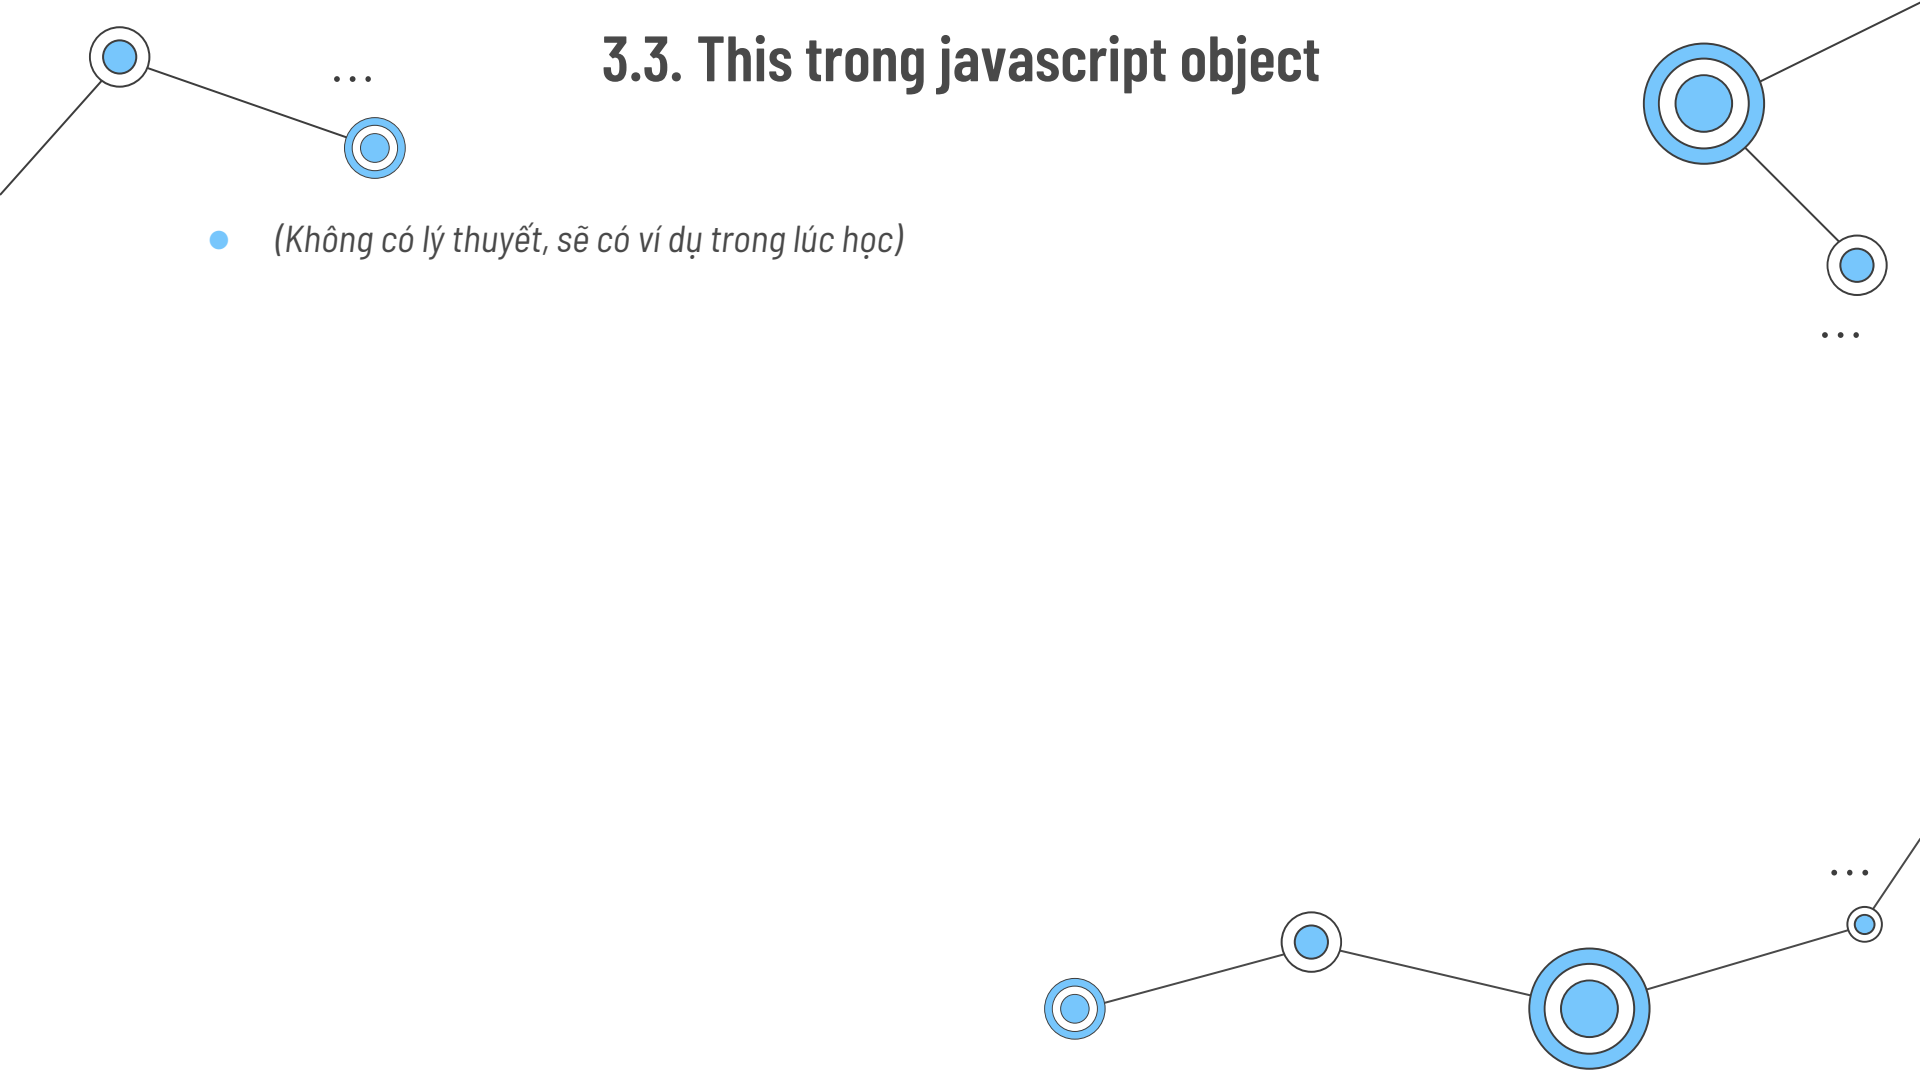 3.3. This trong javascript object
(Không có lý thuyết, sẽ có ví dụ trong lúc học)